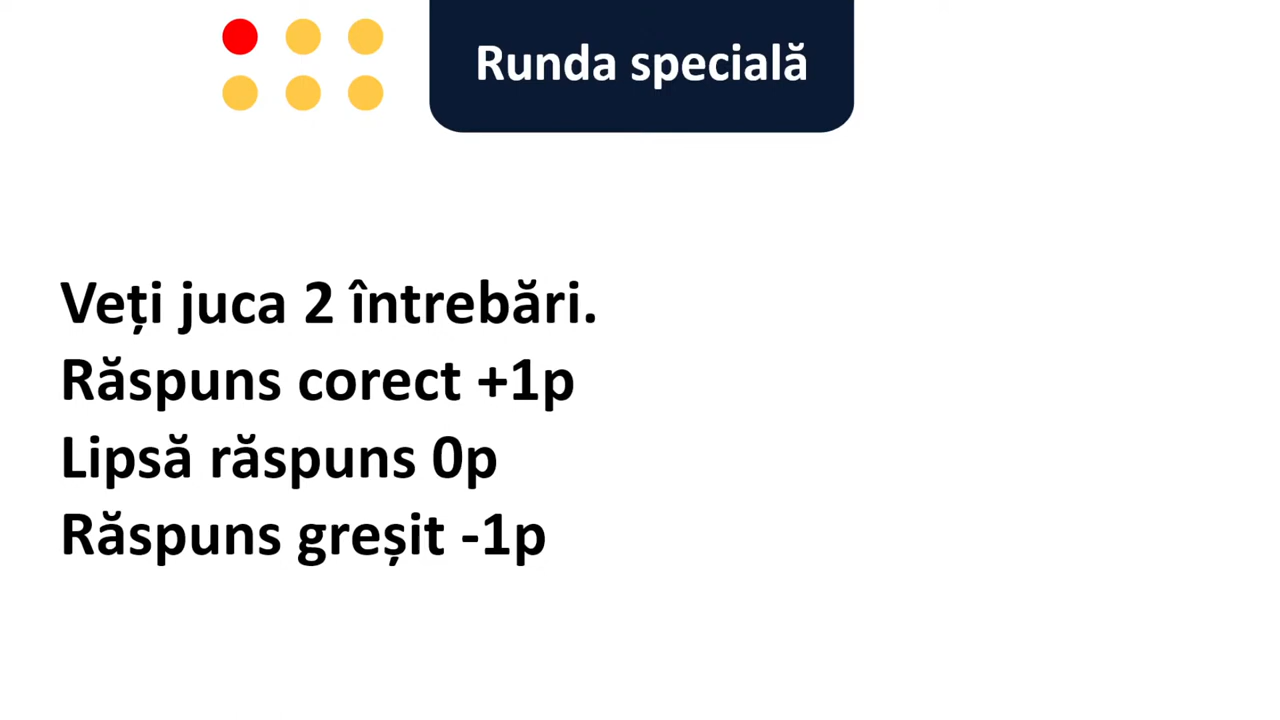 Runda specială
Veți juca 2 întrebări.
Răspuns corect +1p
Lipsă răspuns 0p
Răspuns greșit -1p